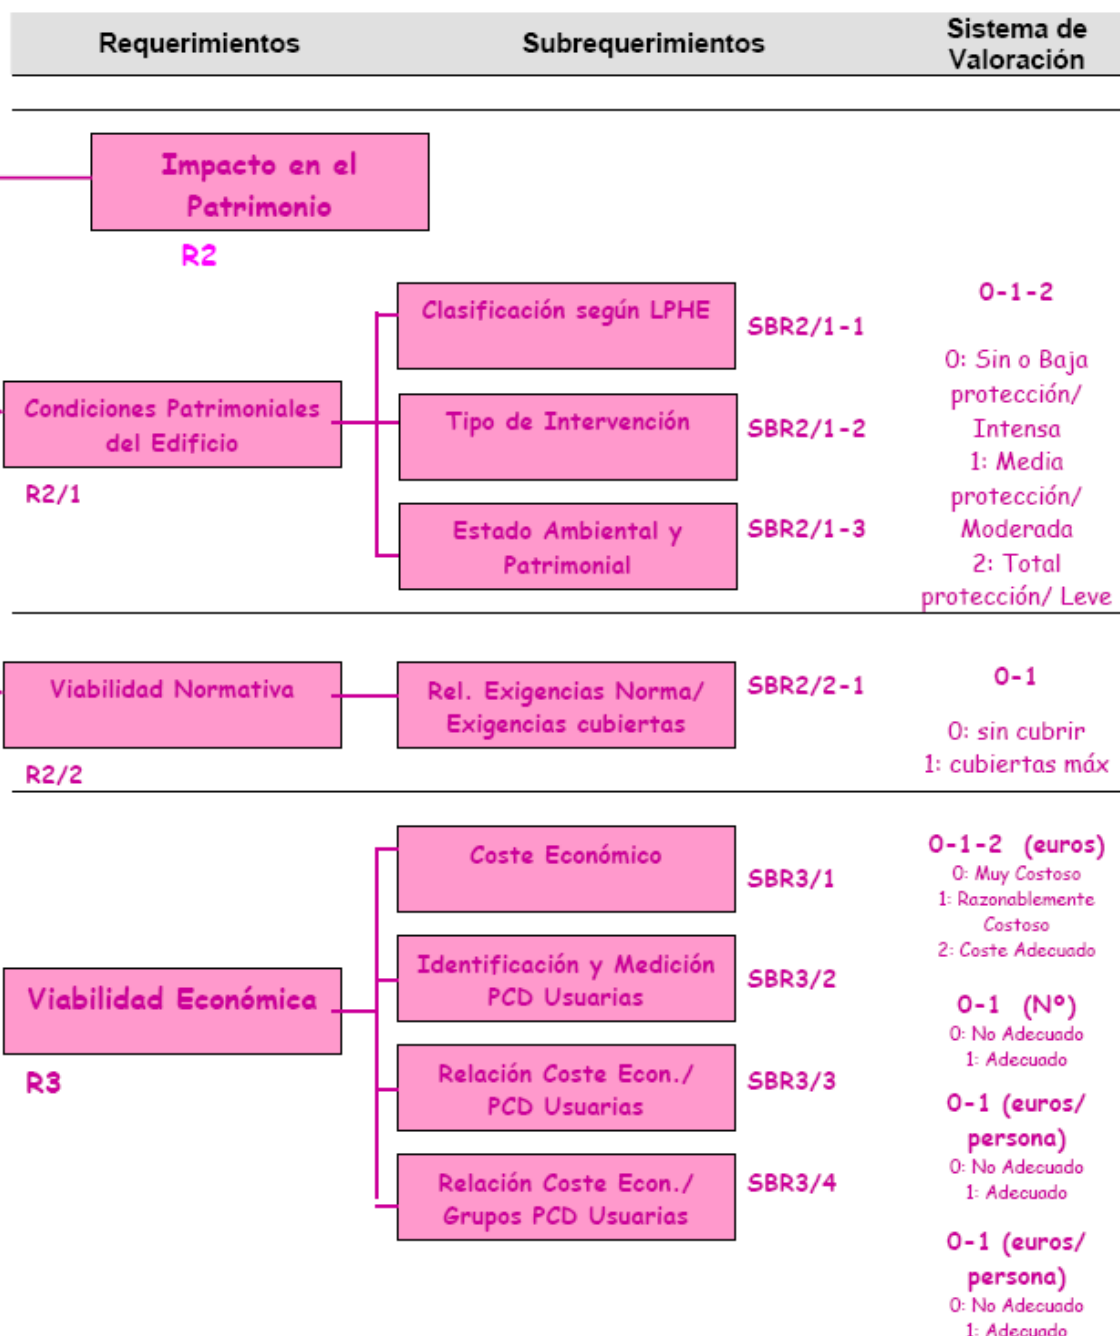 Requerimientos
Subrequerimientos
Sistema de
Valoración
Impacto en el
Patrimonio
R2
Condiciones Patrimoniales
del Edificio
R2/1
Clasificación según LPHE
SBR2/1-1
Tipo de Intervención
SBR2/1-2
Estado Ambiental y
Patrimonial
SBR2/1-3
0-1-2
0: Sin o Baja
protección/
Intensa
1: Media
protección/
Moderada
2: Total
protección/ Leve
Viabilidad Normativa
R2/2
Rel. Exigencias Norma/
Exigencias cubiertas
SBR2/2-1
0-1
0: sin cubrir
1: cubiertas máx
Viabilidad Económica
R3
Coste Económico
SBR3/1
Identificación y Medición
PCD Usuarias
SBR3/2
Relación Coste Econ./
PCD Usuarias
SBR3/3
Relación Coste Econ./
Grupos PCD Usuarias
SBR3/4
0-1-2 (euros)
0: Muy Costoso
1: Razonablemente
Costoso
2: Coste Adecuado
0-1 (Nº)
0: No Adecuado
1: Adecuado
0-1 (euros/
persona)
0: No Adecuado
1: Adecuado
0-1 (euros/
persona)
0: No Adecuado
1: Adecuado